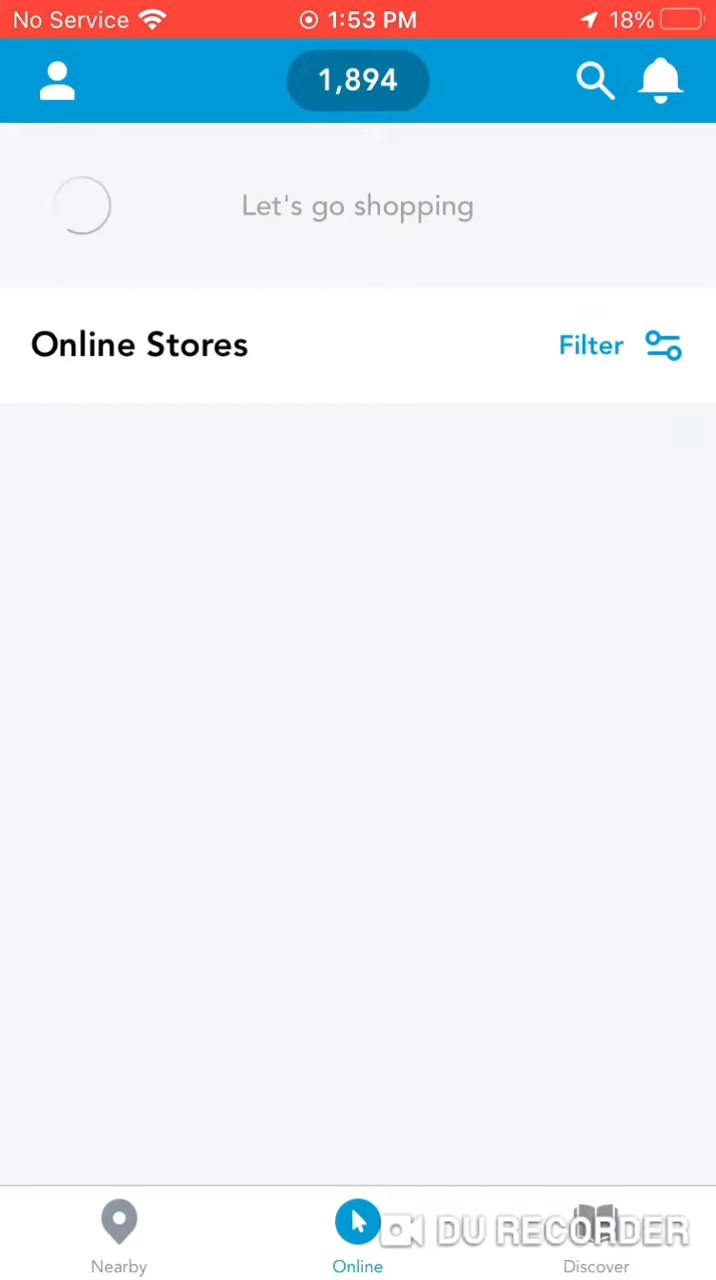 No Service 1:53 PM 18%
1,894
Let's go shopping
Online Stores Filter
DU RECORDER
Nearby Online Discover